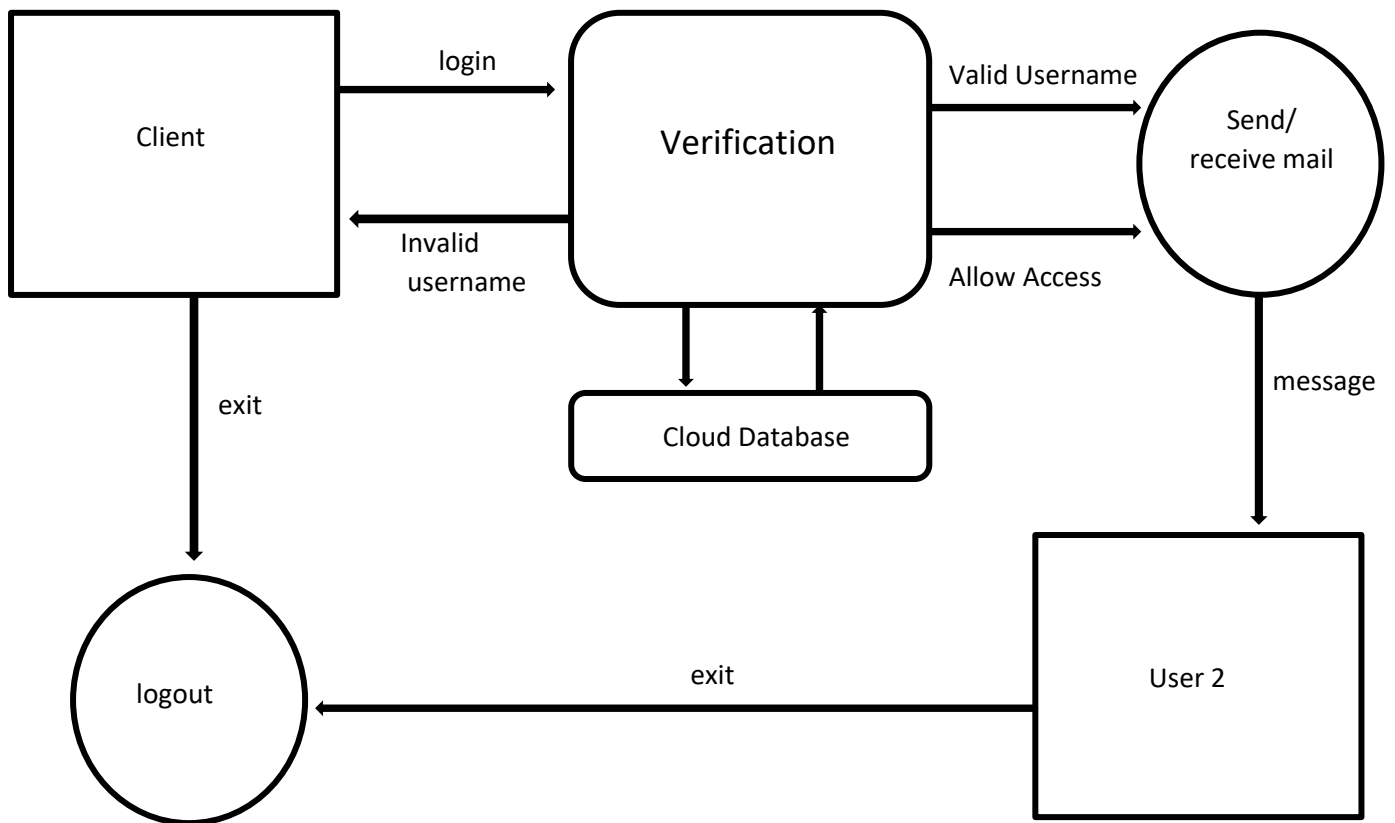 login
Valid Username
Client
Verification
Send/
receive mail
Invalid
username
Allow Access
exit
message
Cloud Database
logout
exit
User 2